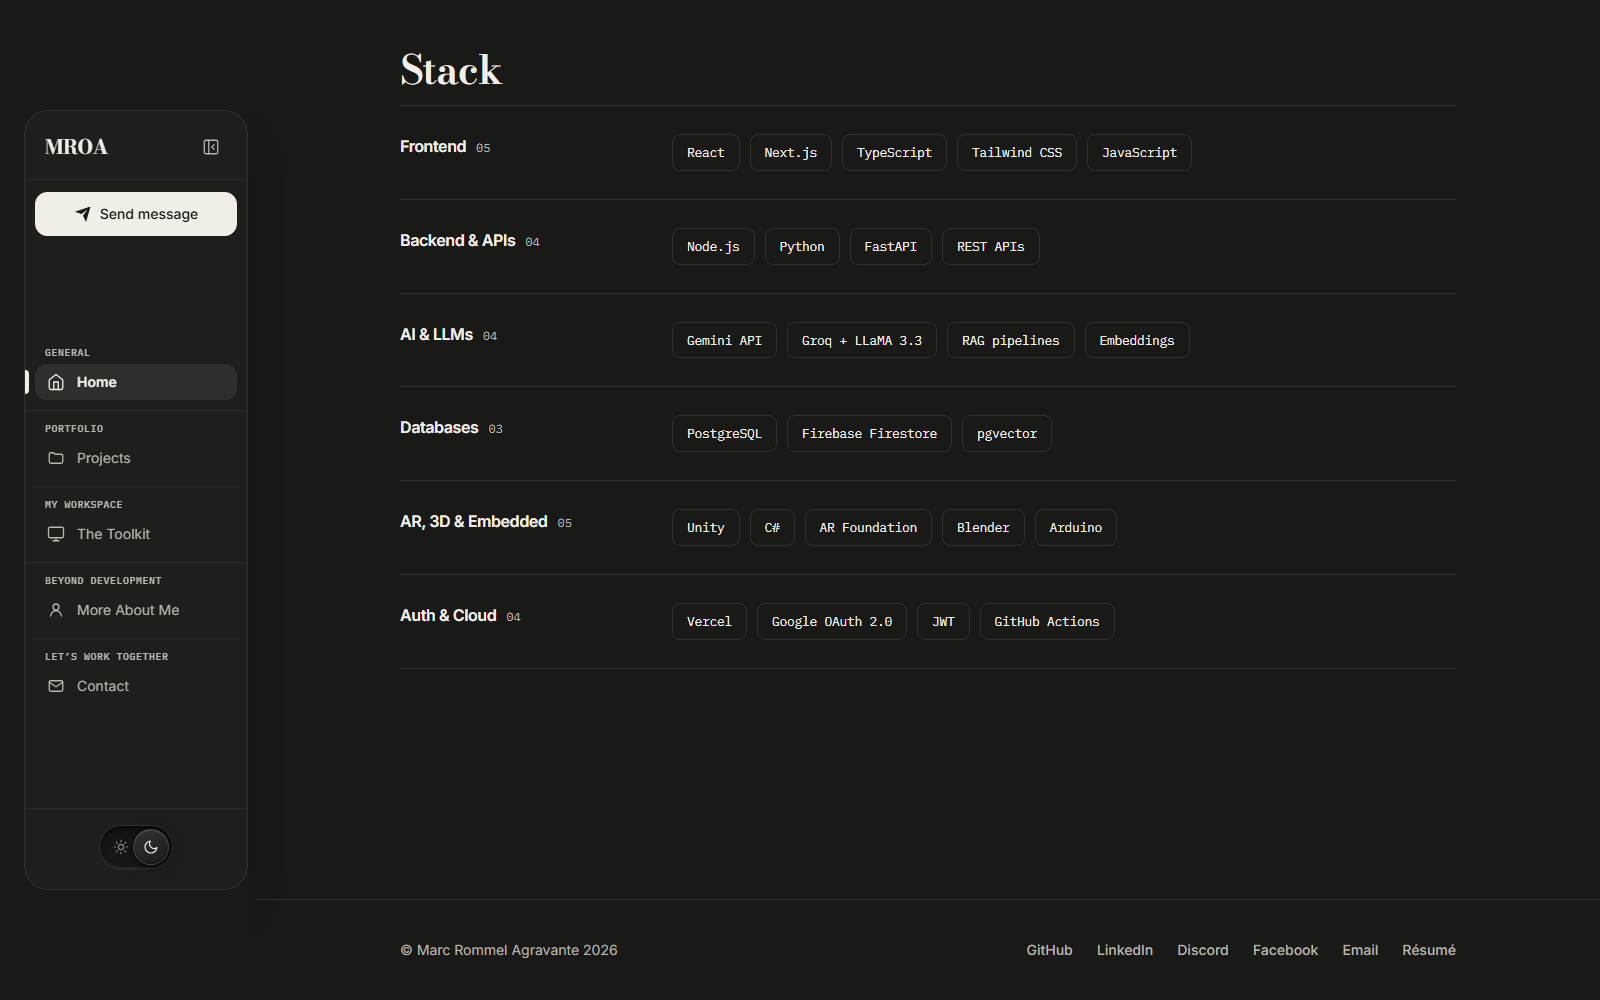 MROA
Send message
GENERAL
Home
PORTFOLIO
Projects
MY WORKSPACE
The Toolkit
BEYOND DEVELOPMENT
More About Me
LET'S WORK TOGETHER
Contact
Stack
Frontend 05 React Next.js TypeScript Tailwind CSS JavaScript
Backend & APIs 04 Node.js Python FastAPI REST APIs
AI & LLMs 04 Gemini API Groq + LLaMA 3.3 RAG pipelines Embeddings
Databases 03 PostgreSQL Firebase Firestore pgvector
AR, 3D & Embedded 05 Unity C# AR Foundation Blender Arduino
Auth & Cloud 04 Vercel Google OAuth 2.0 JWT GitHub Actions
© Marc Rommel Agravante 2026 GitHub LinkedIn Discord Facebook Email Résumé